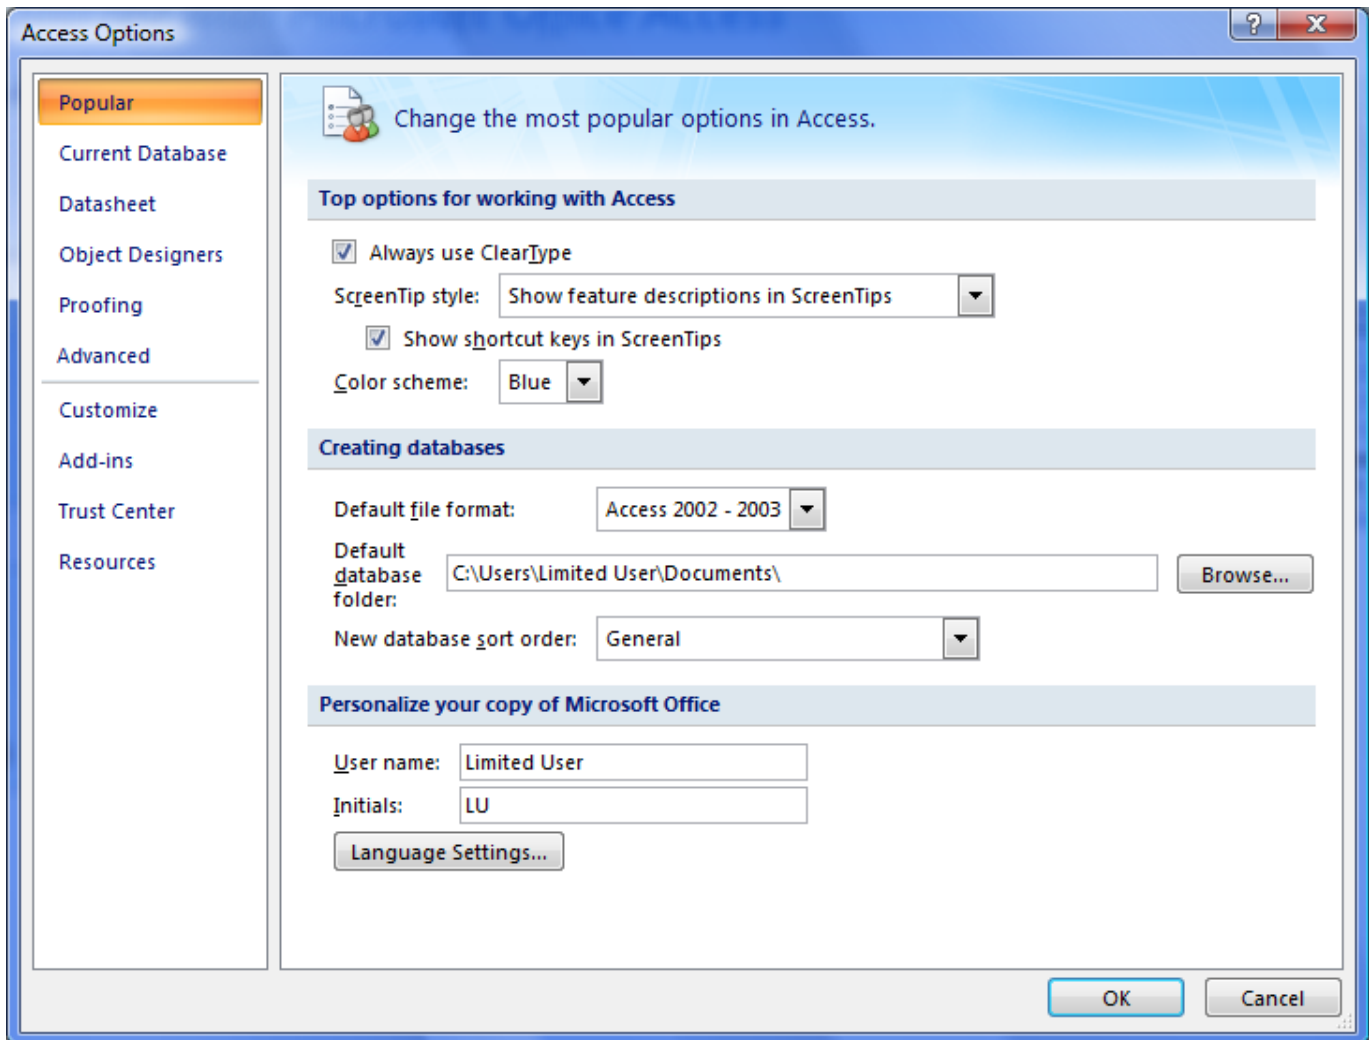 Access Options
?
X
Popular
Current Database
Datasheet
Object Designers
Proofing
Advanced
Customize
Add-ins
Trust Center
Resources
Change the most popular options in Access.
Top options for working with Access
Always use ClearType
ScreenTip style: Show feature descriptions in ScreenTips
Show shortcut keys in ScreenTips
Color scheme: Blue
Creating databases
Default file format: Access 2002 - 2003
Default
database
folder:
C:\Users\Limited User\Documents\ Browse...
New database sort order: General
Personalize your copy of Microsoft Office
User name: Limited User
Initials: LU
Language Settings...
OK Cancel